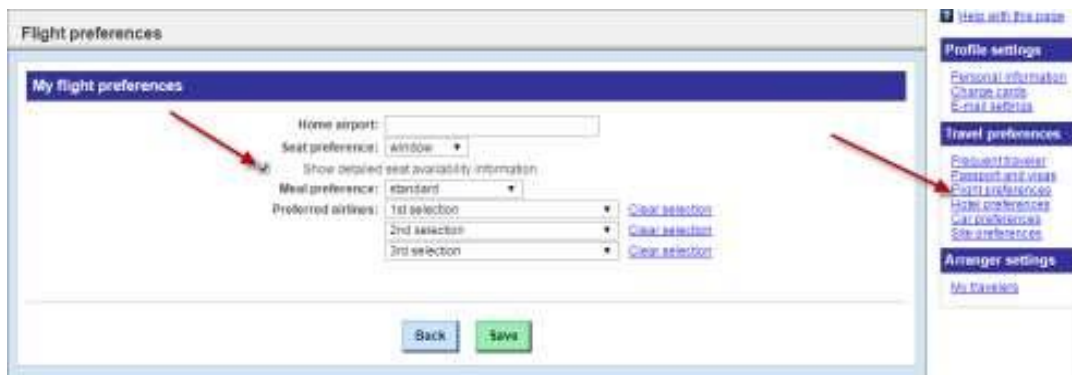 Flight preferences
My flight preferences
Home airport:
Seat preference: window
Show detailed seat availability information
Meal preference: standard
Preferred airlines: 1st selection Clear selection
2nd selection Clear selection
3rd selection Clear selection
Back Save
Help with this page
Profile settings
Personal information
Charge cards
E-mail settings
Travel preferences
Frequent traveler
Passport and visas
Flight preferences
Hotel preferences
Car preferences
Site preferences
Arranger settings
My travelers